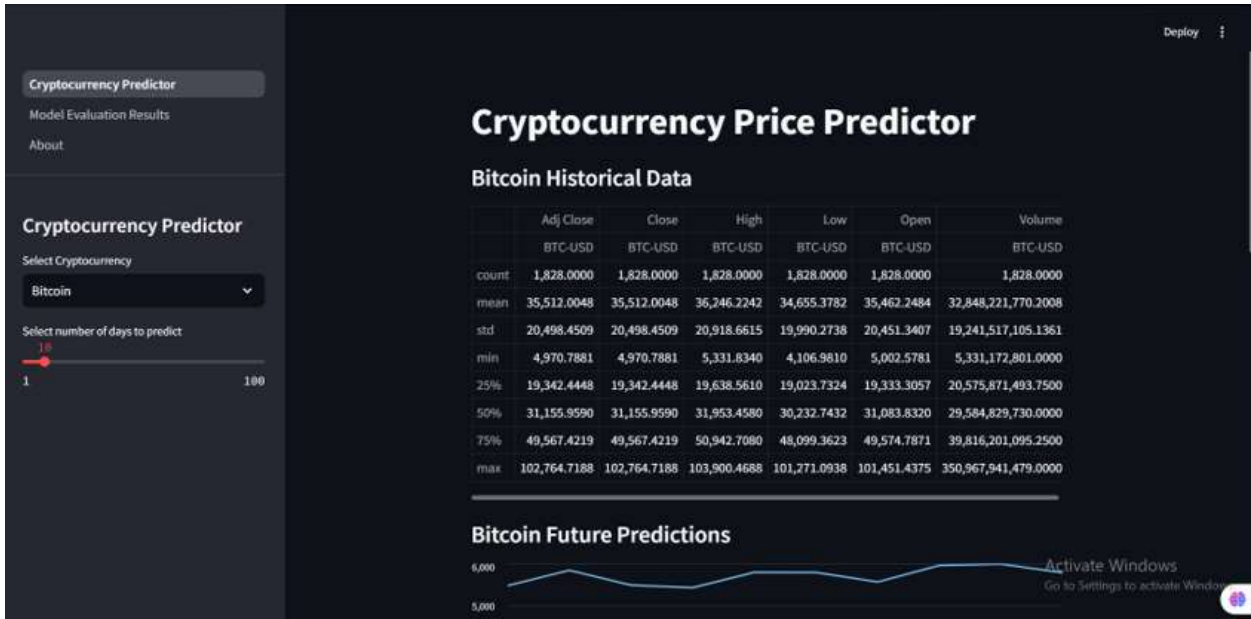 Deploy
Cryptocurrency Predictor
Model Evaluation Results
About
Cryptocurrency Predictor
Select Cryptocurrency
Bitcoin
Select number of days to predict
10
1 100
Cryptocurrency Price Predictor
Bitcoin Historical Data
Adj Close Close High Low Open Volume
BTC-USD BTC-USD BTC-USD BTC-USD BTC-USD BTC-USD
count 1,828.0000 1,828.0000 1,828.0000 1,828.0000 1,828.0000 1,828.0000
mean 35,512.0048 35,512.0048 36,246.2242 34,655.3782 35,462.2484 32,848,221,770.2008
std 20,498.4509 20,498.4509 20,918.6615 19,990.2738 20,451.3407 19,241,517,105.1361
min 4,970.7881 4,970.7881 5,331.8340 4,106.9810 5,002.5781 5,331,172,801.0000
25% 19,342.4448 19,342.4448 19,638.5610 19,023.7324 19,333.3057 20,575,871,493.7500
50% 31,155.9590 31,155.9590 31,953.4580 30,232.7432 31,083.8320 29,584,829,730.0000
75% 49,567.4219 49,567.4219 50,942.7080 48,099.3623 49,574.7871 39,816,201,095.2500
max 102,764.7188 102,764.7188 103,900.4688 101,271.0938 101,451.4375 350,967,941,479.0000
Bitcoin Future Predictions
6,000
5,000
Activate Windows
Go to Settings to activate Window